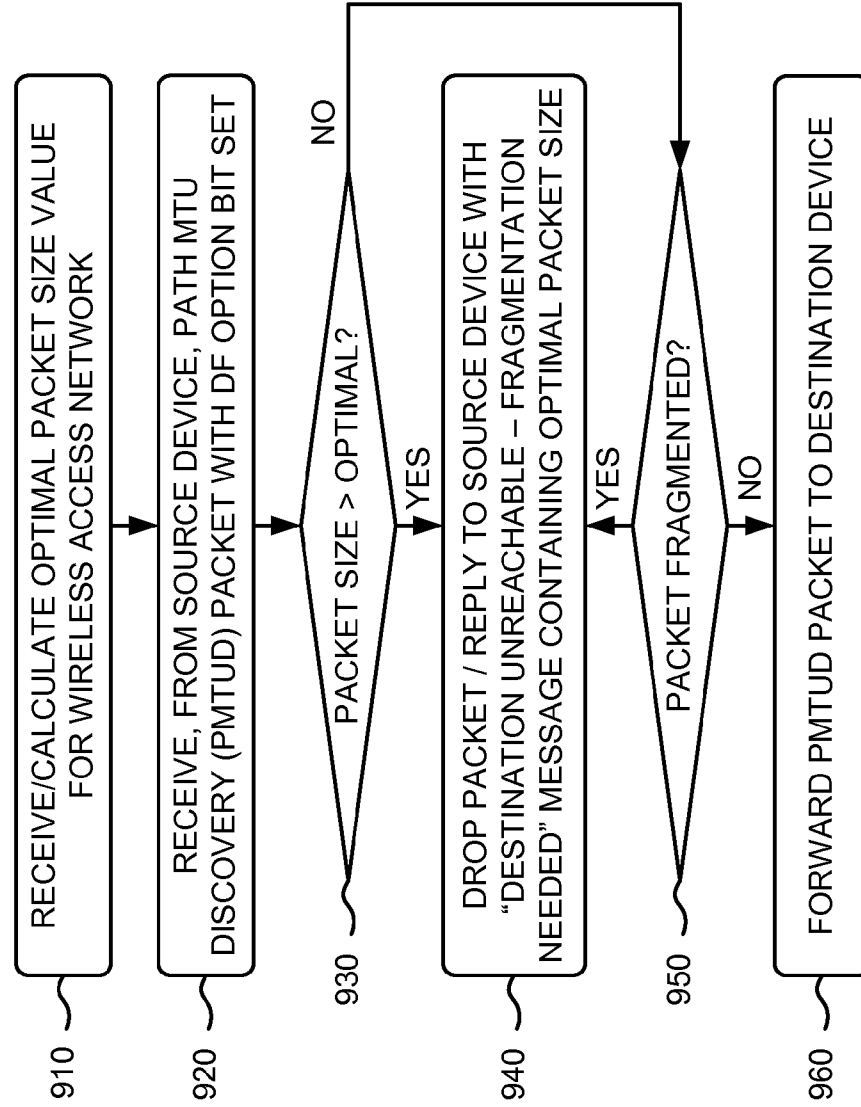 910
RECEIVE/CALCULATE OPTIMAL PACKET SIZE VALUE
FOR WIRELESS ACCESS NETWORK
920
RECEIVE, FROM SOURCE DEVICE, PATH MTU
DISCOVERY (PMTUD) PACKET WITH DF OPTION BIT SET
930
PACKET SIZE > OPTIMAL?
NO
YES
940
DROP PACKET / REPLY TO SOURCE DEVICE WITH
"DESTINATION UNREACHABLE – FRAGMENTATION
NEEDED" MESSAGE CONTAINING OPTIMAL PACKET SIZE
YES
950
PACKET FRAGMENTED?
NO
960
FORWARD PMTUD PACKET TO DESTINATION DEVICE